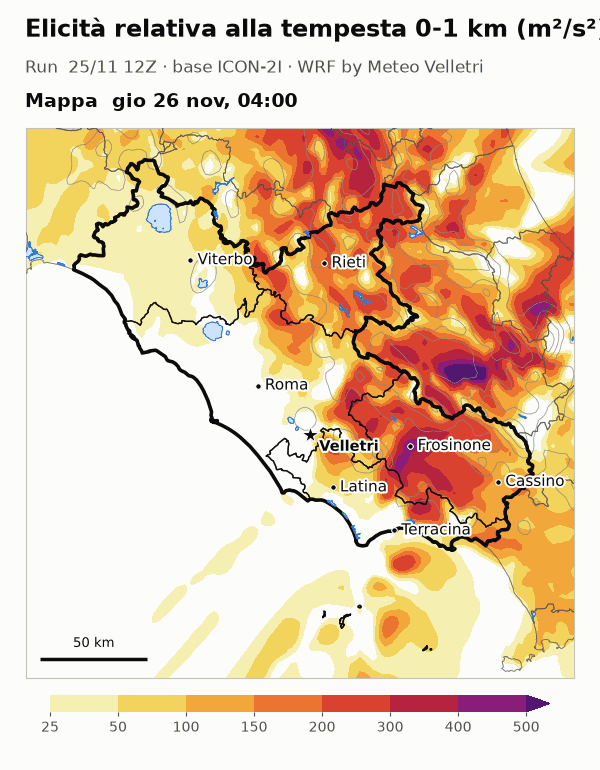 Elicità relativa alla tempesta 0-1 km (m²/s²)
Run 25/11 12Z · base ICON-2I · WRF by Meteo Velletri
Mappa gio 26 nov, 04:00
Viterbo
Rieti
Roma
Velletri
Frosinone
Cassino
Latina
Terracina
50 km
25 50 100 150 200 300 400 500